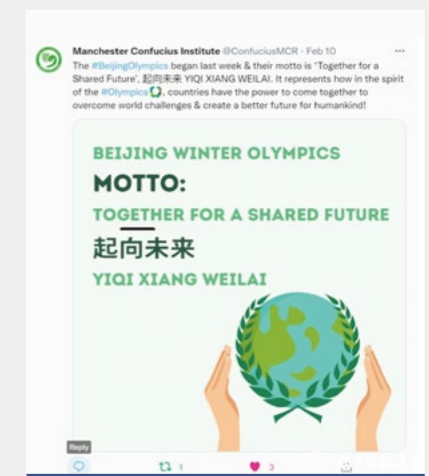 Manchester Confucius Institute @ConfuciusMCR · Feb 10
The #BeijingOlympics began last week & their motto is "Together for a
Shared Future', 起向未来 YIQI XIANG WEILAI. It represents how in the spirit
of the #Olympics, countries have the power to come together to
overcome world challenges & create a better future for humankind!
BEIJING WINTER OLYMPICS
MOTTO:
TOGETHER FOR A SHARED FUTURE
起向未来
YIQI XIANG WEILAI
Reply
1
3